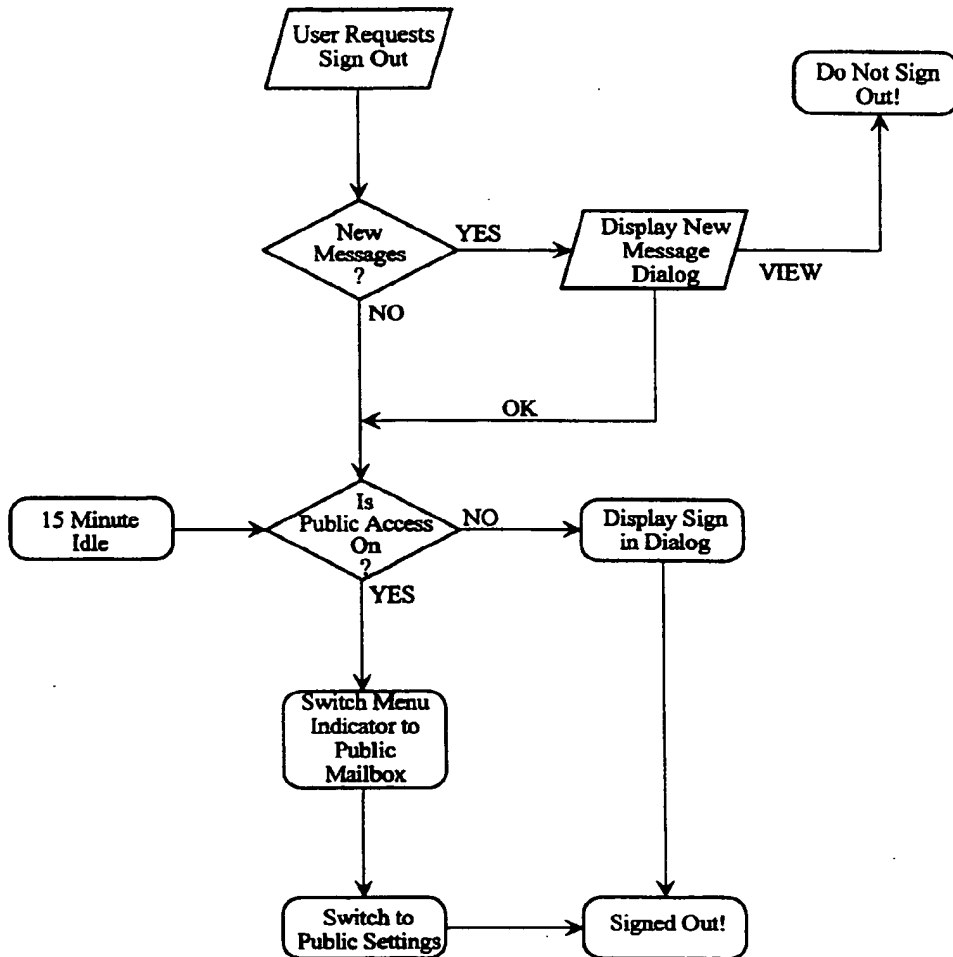 User Requests
Sign Out
Do Not Sign
Out!
New
Messages
?
YES
Display New
Message
Dialog
VIEW
NO
OK
15 Minute
Idle
Is
Public Access
On
?
NO
Display Sign
in Dialog
YES
Switch Menu
Indicator to
Public
Mailbox
Switch to
Public Settings
Signed Out!